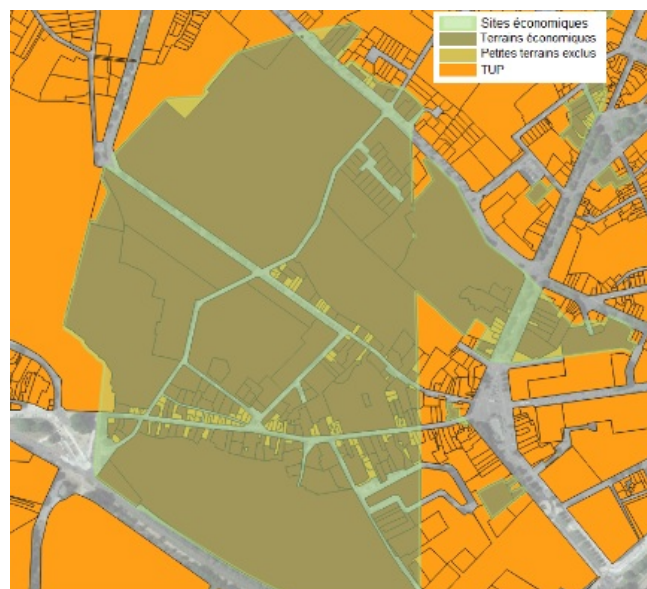 Sites économiques
Terrains économiques
Petites terrains exclus
TUP